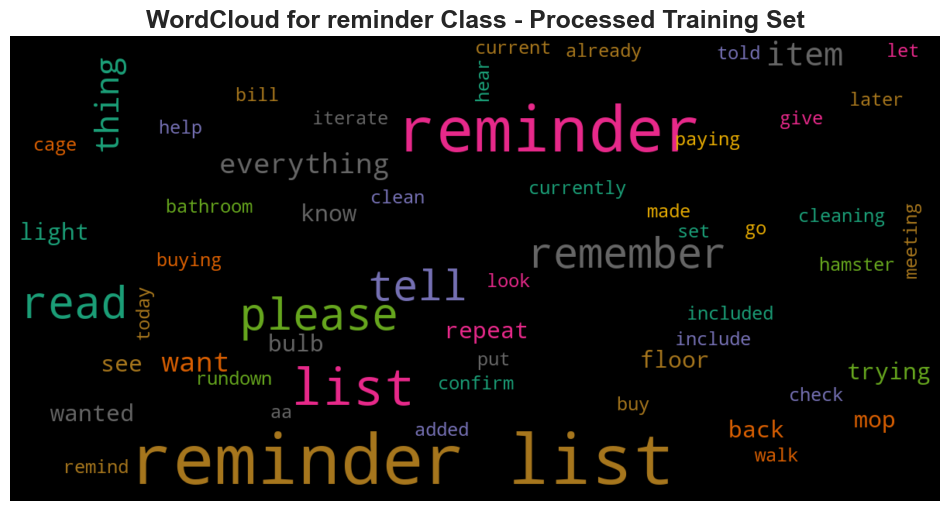 WordCloud for reminder Class - Processed Training Set
current already told item let
thing hear
bill later
iterate reminder give
help paying
cage
everything
currently
clean
bathroom know made cleaning
light set go meeting
remember
buying hamster
tell look
read today please included
repeat include
bulb
see want put floor trying
rundown list confirm
check
wanted aa buy mop
added back
remind reminder list walk